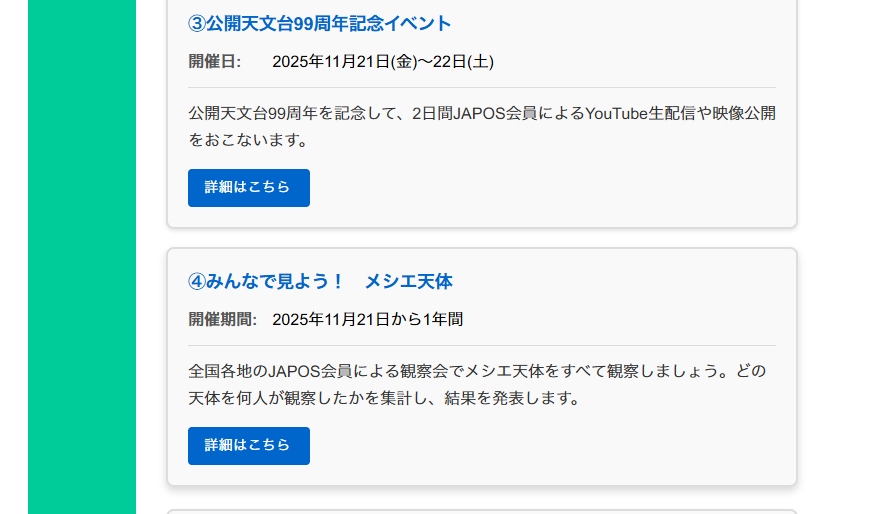 ③公開天文台99周年記念イベント
開催日: 2025年11月21日(金)～22日(土)
公開天文台99周年を記念して、2日間JAPOS会員によるYouTube生配信や映像公開
をおこないます。
詳細はこちら
④みんなで見よう！　メシエ天体
開催期間: 2025年11月21日から1年間
全国各地のJAPOS会員による観察会でメシエ天体をすべて観察しましょう。どの
天体を何人が観察したかを集計し、結果を発表します。
詳細はこちら